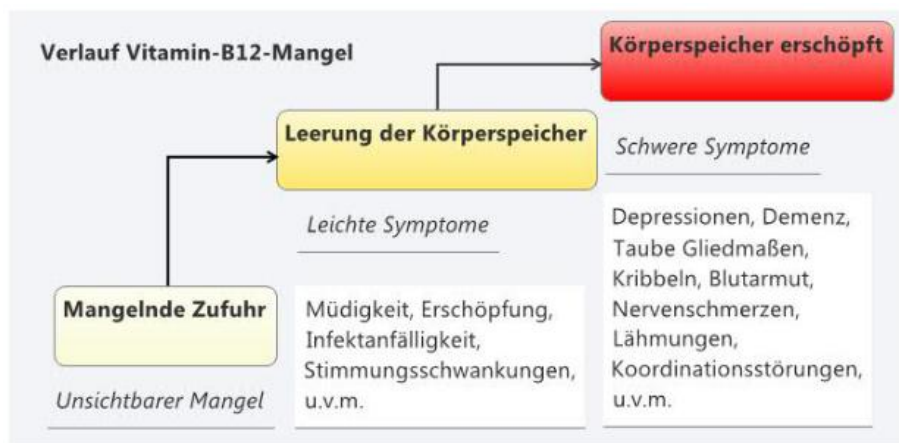 Verlauf Vitamin-B12-Mangel
Mangelnde Zufuhr
Unsichtbarer Mangel
Leerung der Körperspeicher
Leichte Symptome
Müdigkeit, Erschöpfung,
Infektanfälligkeit,
Stimmungsschwankungen,
u.v.m.
Körperspeicher erschöpft
Schwere Symptome
Depressionen, Demenz,
Taube Gliedmaßen,
Kribbeln, Blutarmut,
Nervenschmerzen,
Lähmungen,
Koordinationsstörungen,
u.v.m.